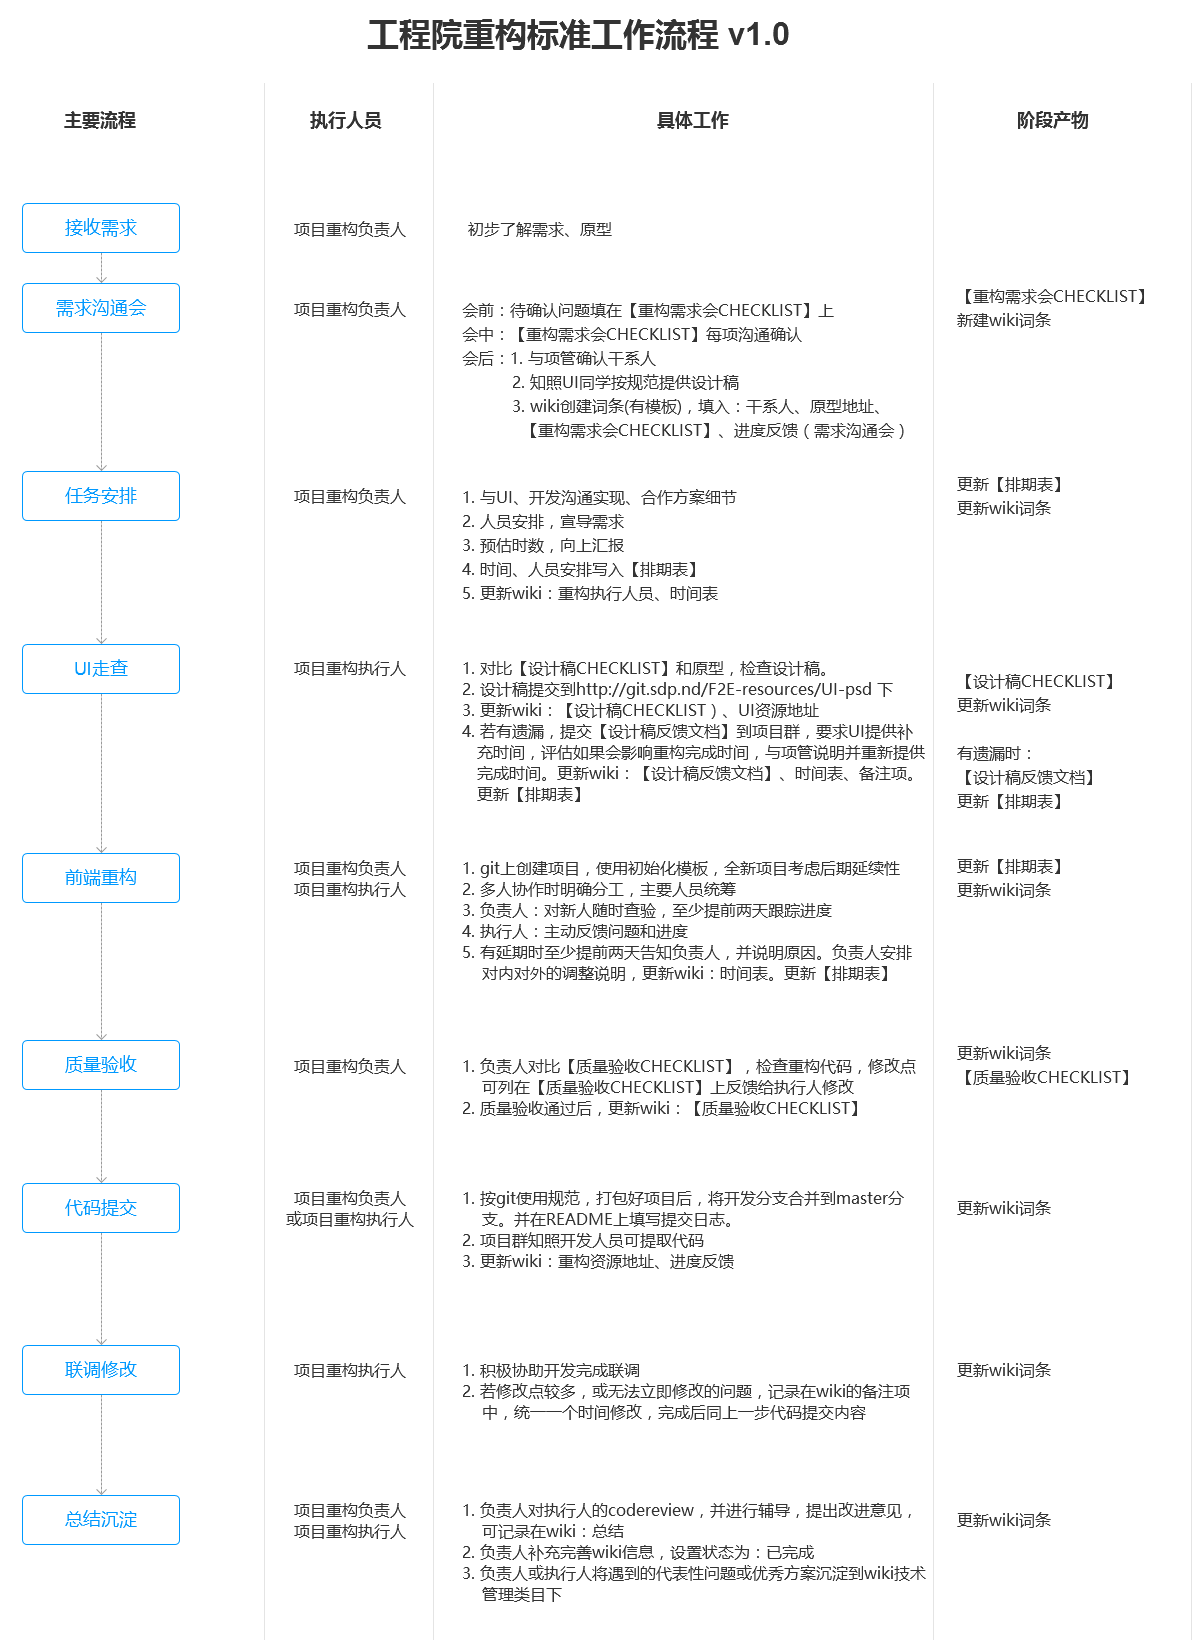 工程院重构标准工作流程 v1.0
主要流程
执行人员
具体工作
阶段产物
接收需求
项目重构负责人
初步了解需求、原型
需求沟通会
项目重构负责人
会前：待确认问题填在【重构需求会CHECKLIST】上
会中：【重构需求会CHECKLIST】每项沟通确认
会后：1. 与项管确认干系人
2. 知照UI同学按规范提供设计稿
3. wiki创建词条(有模板)，填入：干系人、原型地址、
【重构需求会CHECKLIST】、进度反馈（需求沟通会）
【重构需求会CHECKLIST】
新建wiki词条
任务安排
项目重构负责人
1. 与UI、开发沟通实现、合作方案细节
2. 人员安排，宣导需求
3. 预估时数，向上汇报
4. 时间、人员安排写入【排期表】
5. 更新wiki：重构执行人员、时间表
更新【排期表】
更新wiki词条
UI走查
项目重构执行人
1. 对比【设计稿CHECKLIST】和原型，检查设计稿。
2. 设计稿提交到http://git.sdp.nd/F2E-resources/UI-psd 下
3. 更新wiki：【设计稿CHECKLIST）、UI资源地址
4. 若有遗漏，提交【设计稿反馈文档】到项目群，要求UI提供补
充时间，评估如果会影响重构完成时间，与项管说明并重新提供
完成时间。更新wiki：【设计稿反馈文档】、时间表、备注项。
更新【排期表】
【设计稿CHECKLIST】
更新wiki词条
有遗漏时：
【设计稿反馈文档】
更新【排期表】
前端重构
项目重构负责人
项目重构执行人
1. git上创建项目，使用初始化模板，全新项目考虑后期延续性
2. 多人协作时明确分工，主要人员统筹
3. 负责人：对新人随时查验，至少提前两天跟踪进度
4. 执行人：主动反馈问题和进度
5. 有延期时至少提前两天告知负责人，并说明原因。负责人安排
对内对外的调整说明，更新wiki：时间表。更新【排期表】
更新【排期表】
更新wiki词条
质量验收
项目重构负责人
1. 负责人对比【质量验收CHECKLIST】，检查重构代码，修改点
可列在【质量验收CHECKLIST】上反馈给执行人修改
2. 质量验收通过后，更新wiki：【质量验收CHECKLIST】
更新wiki词条
【质量验收CHECKLIST】
代码提交
项目重构负责人
或项目重构执行人
1. 按git使用规范，打包好项目后，将开发分支合并到master分
支。并在README上填写提交日志。
2. 项目群知照开发人员可提取代码
3. 更新wiki：重构资源地址、进度反馈
更新wiki词条
联调修改
项目重构执行人
1. 积极协助开发完成联调
2. 若修改点较多，或无法立即修改的问题，记录在wiki的备注项
中，统一一个时间修改，完成后同上一步代码提交内容
更新wiki词条
总结沉淀
项目重构负责人
项目重构执行人
1. 负责人对执行人的codereview，并进行辅导，提出改进意见，
可记录在wiki：总结
2. 负责人补充完善wiki信息，设置状态为：已完成
3. 负责人或执行人将遇到的代表性问题或优秀方案沉淀到wiki技术
管理类目下
更新wiki词条